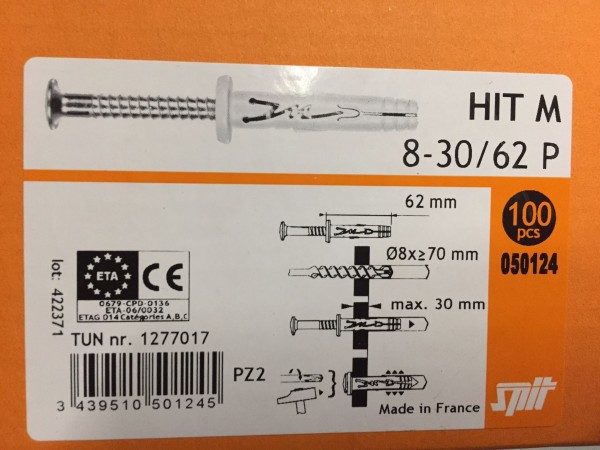 HIT M
8-30/62 P
62 mm
100
pcs
050124
Ø8x≥70 mm
max. 30 mm
lot: 422371
ETA
CE
0679-CPD-0136
ETA-06/0032
ETAG 014 Catégories A,B,C
TUN nr. 1277017
3 439510 501245
PZ2
Made in France
spit